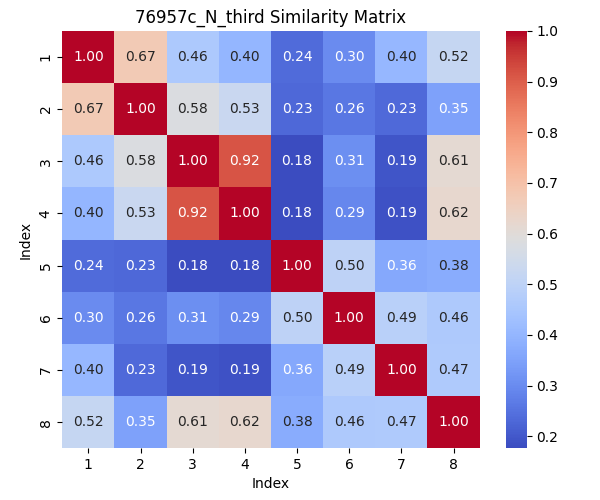 76957c_N_third Similarity Matrix
1 1.00 0.67 0.46 0.40 0.24 0.30 0.40 0.52
2 0.67 1.00 0.58 0.53 0.23 0.26 0.23 0.35
3 0.46 0.58 1.00 0.92 0.18 0.31 0.19 0.61
4 0.40 0.53 0.92 1.00 0.18 0.29 0.19 0.62
5 0.24 0.23 0.18 0.18 1.00 0.50 0.36 0.38
6 0.30 0.26 0.31 0.29 0.50 1.00 0.49 0.46
7 0.40 0.23 0.19 0.19 0.36 0.49 1.00 0.47
8 0.52 0.35 0.61 0.62 0.38 0.46 0.47 1.00
1 2 3 4 5 6 7 8
Index
Index
1.0
0.9
0.8
0.7
0.6
0.5
0.4
0.3
0.2